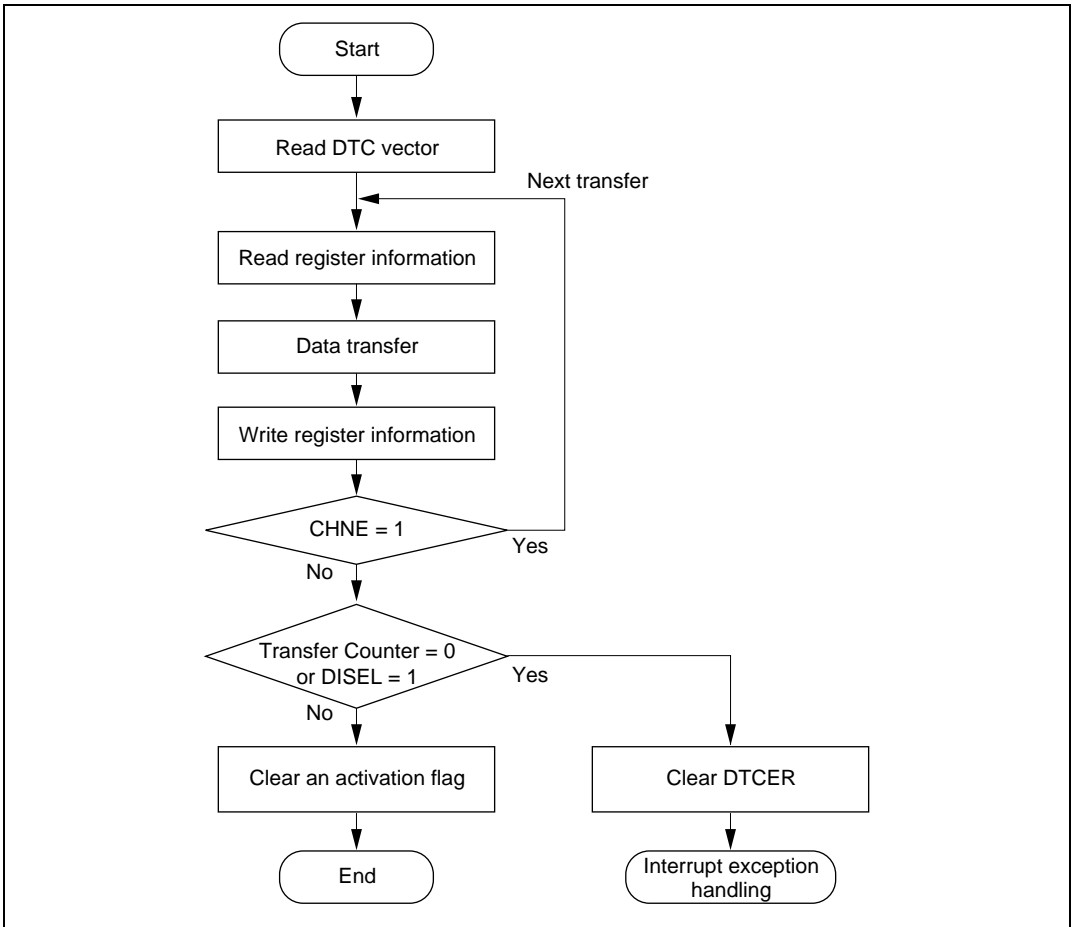 Start
Read DTC vector
Next transfer
Read register information
Data transfer
Write register information
CHNE = 1
Yes
No
Transfer Counter = 0
or DISEL = 1
Yes
No
Clear an activation flag
Clear DTCER
End
Interrupt exception
handling